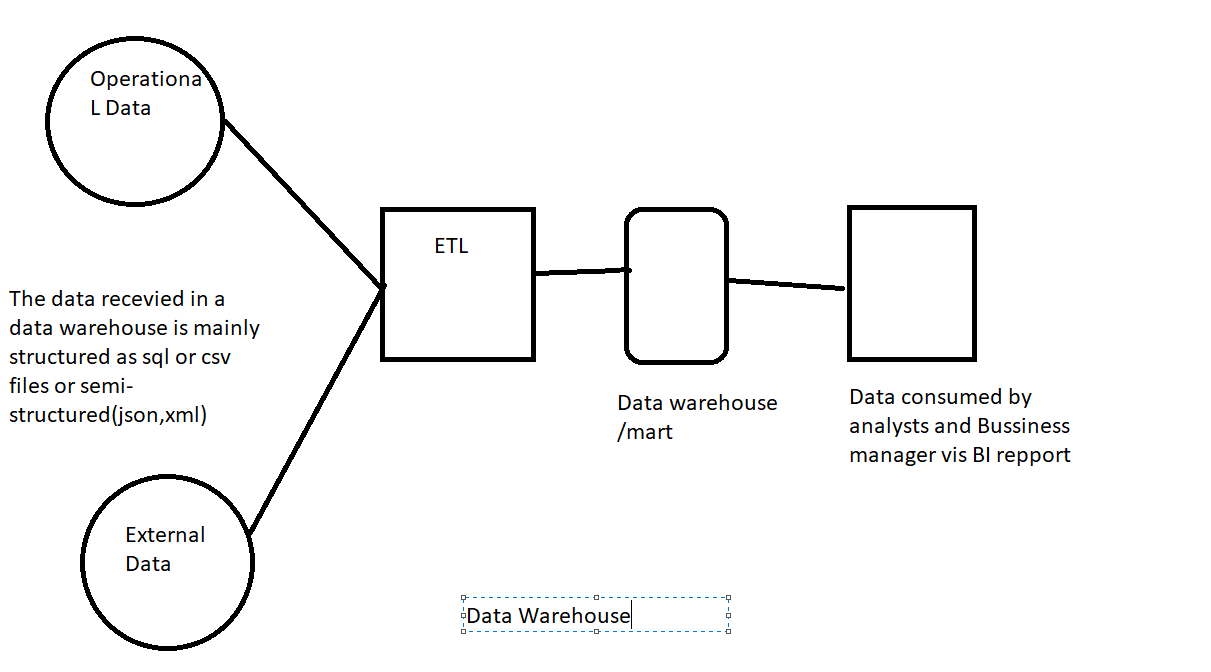 Operationa
L Data
ETL
The data recevied in a
data warehouse is mainly
structured as sql or csv
files or semi-
structured(json,xml)
Data warehouse
/mart
Data consumed by
analysts and Bussiness
manager vis BI repport
External
Data
Data Warehouse